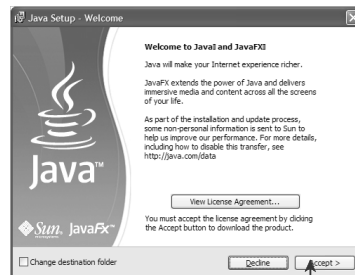 Java Setup - Welcome
Welcome to JavaI and JavaFXI
Java will make your Internet experience richer.
JavaFX extends the power of Java and delivers
immersive media and content across all the screens
of your life.
As part of the installation and update process,
some non-personal information is sent to Sun to
help us improve our performance. For more details,
including how to disable this transfer, see
http://java.com/data
Java™
Sun. JavaFX™
View License Agreement...
You must accept the license agreement by clicking
the Accept button to download the product.
Change destination folder
Decline
Accept >